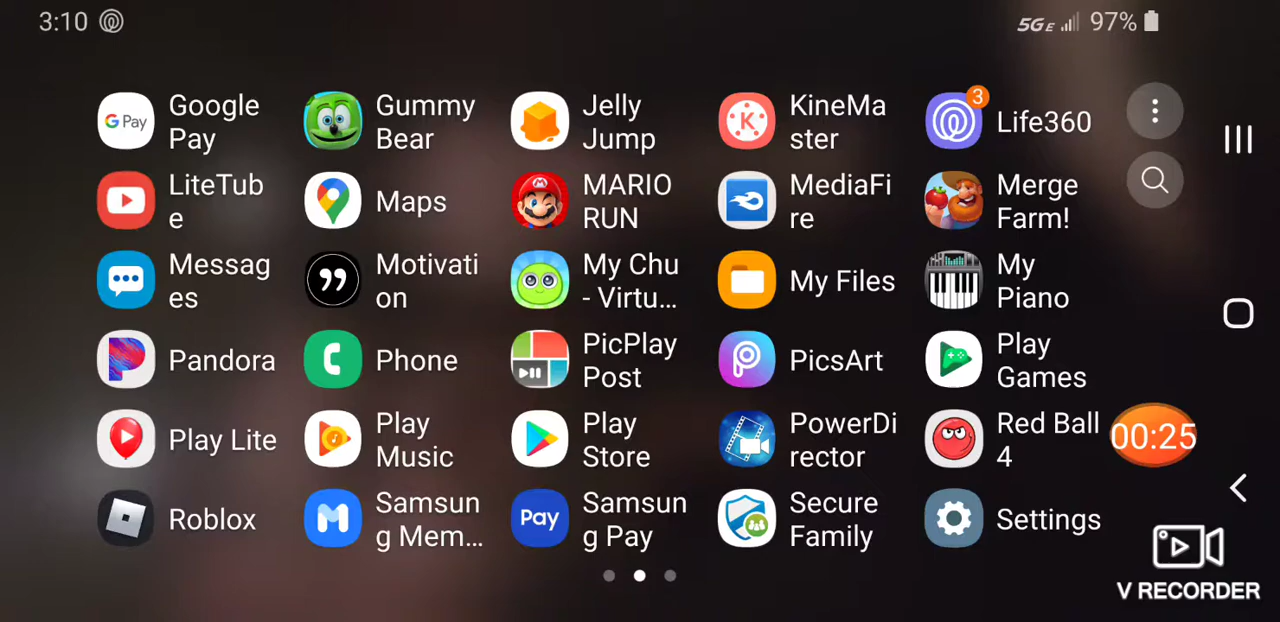 3:10
5GE 97%
G Pay
Google
Pay
Gummy
Bear
Jelly
Jump
KineMa
ster
3
Life360
LiteTub
e
Maps
MARIO
RUN
MediaFi
re
Merge
Farm!
Messag
es
Motivati
on
My Chu
- Virtu...
My Files
My
Piano
Pandora
Phone
PicPlay
Post
PicsArt
Play
Games
Play Lite
Play
Music
Play
Store
PowerDi
rector
Red Ball
4
00:25
Roblox
Samsun
g Mem...
Pay
Samsun
g Pay
Secure
Family
Settings
V RECORDER